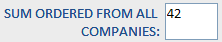 SUM ORDERED FROM ALL 42
COMPANIES: